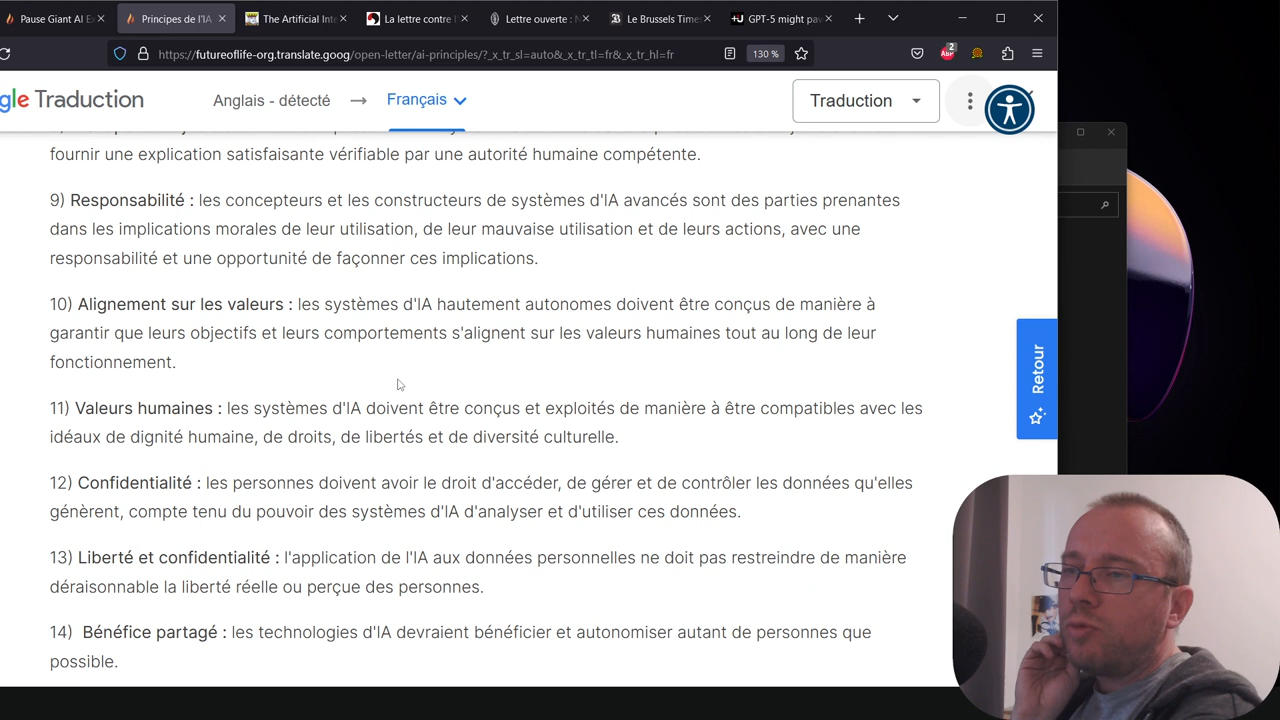 Pause Giant AI Ex
Principes de l'IA
The Artificial Inte
La lettre contre l'
Lettre ouverte : N
Le Brussels Time
GPT-5 might pav
https://futureoflife-org.translate.goog/open-letter/ai-principles/?_x_tr_sl=auto&_x_tr_tl=fr&_x_tr_hl=fr
130 %
ABP
2
gle Traduction
Anglais - détecté
Français
Traduction
fournir une explication satisfaisante vérifiable par une autorité humaine compétente.
9) Responsabilité : les concepteurs et les constructeurs de systèmes d'IA avancés sont des parties prenantes
dans les implications morales de leur utilisation, de leur mauvaise utilisation et de leurs actions, avec une
responsabilité et une opportunité de façonner ces implications.
10) Alignement sur les valeurs : les systèmes d'IA hautement autonomes doivent être conçus de manière à
garantir que leurs objectifs et leurs comportements s'alignent sur les valeurs humaines tout au long de leur
fonctionnement.
Retour
11) Valeurs humaines : les systèmes d'IA doivent être conçus et exploités de manière à être compatibles avec les
idéaux de dignité humaine, de droits, de libertés et de diversité culturelle.
12) Confidentialité : les personnes doivent avoir le droit d'accéder, de gérer et de contrôler les données qu'elles
génèrent, compte tenu du pouvoir des systèmes d'IA d'analyser et d'utiliser ces données.
13) Liberté et confidentialité : l'application de l'IA aux données personnelles ne doit pas restreindre de manière
déraisonnable la liberté réelle ou perçue des personnes.
14) Bénéfice partagé : les technologies d'IA devraient bénéficier et autonomiser autant de personnes que
possible.